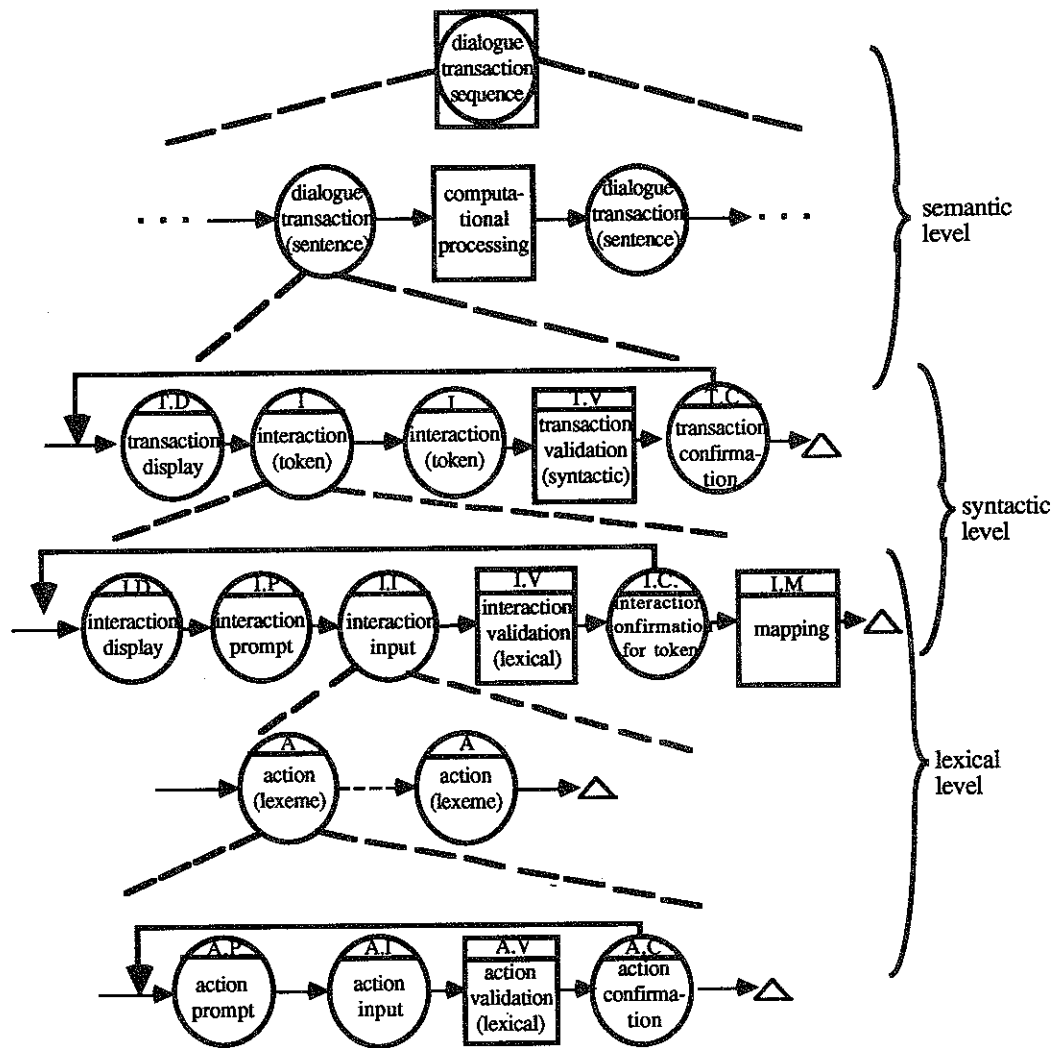 dialogue
transaction
sequence
dialogue
transaction
(sentence)
computa-
tional
processing
dialogue
transaction
(sentence)
semantic
level
T.D
transaction
display
I
interaction
(token)
I
interaction
(token)
T.V
transaction
validation
(syntactic)
T.C.
transaction
confirma-
tion
syntactic
level
I.D
interaction
display
I.P
interaction
prompt
I.I
interaction
input
I.V
interaction
validation
(lexical)
I.C.
interaction
confirmation
for token
I.M
mapping
A
action
(lexeme)
A
action
(lexeme)
lexical
level
A.P
action
prompt
A.I
action
input
A.V
action
validation
(lexical)
A.C
action
confirma-
tion